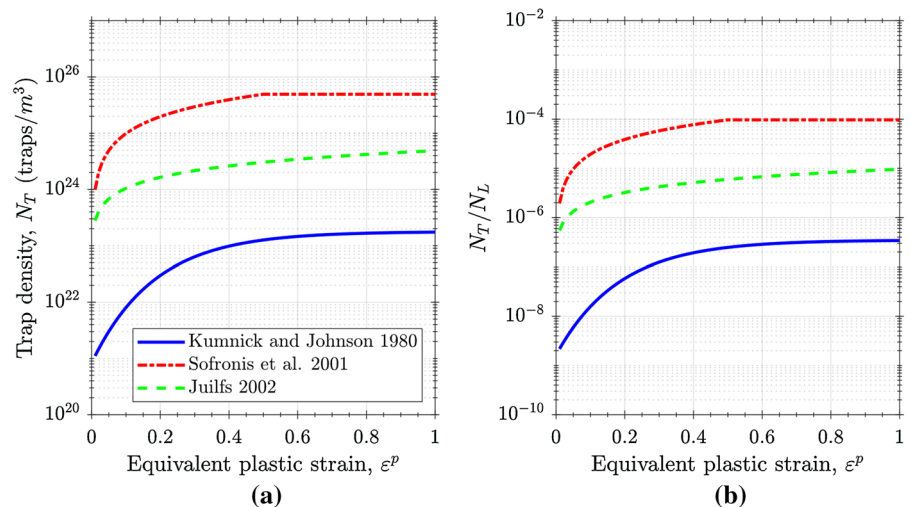 Trap density, N_T (traps/m^3)
10^26
10^24
10^22
10^20
0 0.2 0.4 0.6 0.8 1
Equivalent plastic strain, ε^p
Kumnick and Johnson 1980
Sofronis et al. 2001
Juilfs 2002
(a)
N_T/N_L
10^−2
10^−4
10^−6
10^−8
10^−10
0 0.2 0.4 0.6 0.8 1
Equivalent plastic strain, ε^p
(b)